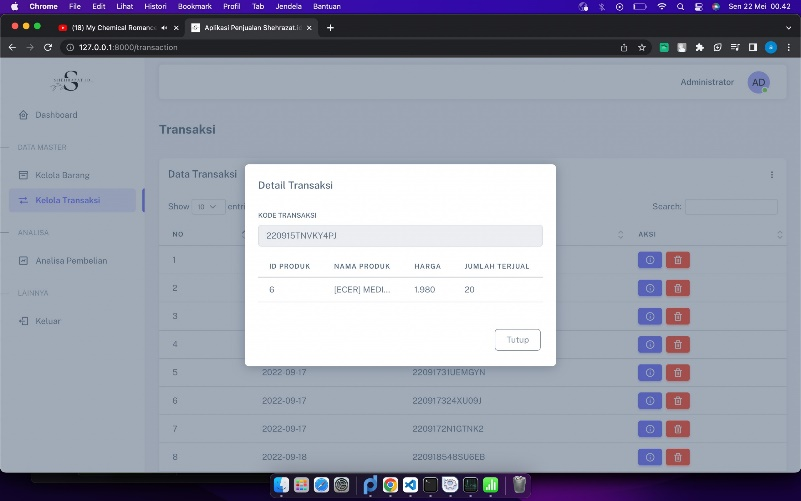 Chrome File Edit Lihat Histori Bookmark Profil Tab Jendela Bantuan Sen 22 Mei 00.42
(18) My Chemical Romance Aplikasi Penjualan Shehrazat.id
127.0.0.1:8000/transaction
Administrator AD
Dashboard
Transaksi
DATA MASTER
Kelola Barang
Kelola Transaksi
ANALISA
Analisa Pembelian
LAINNYA
Keluar
Data Transaksi
Show 10 entri
Search:
NO AKSI
1
2
3
4
5 2022-09-17
6 2022-09-17 220917324XU09J
7 2022-09-17 2209172N1CTNK2
8 2022-09-18 220918548SU6EB
Detail Transaksi
KODE TRANSAKSI
220915TNVKY4PJ
ID PRODUK NAMA PRODUK HARGA JUMLAH TERJUAL
6 [ECER] MEDI... 1.980 20
Tutup